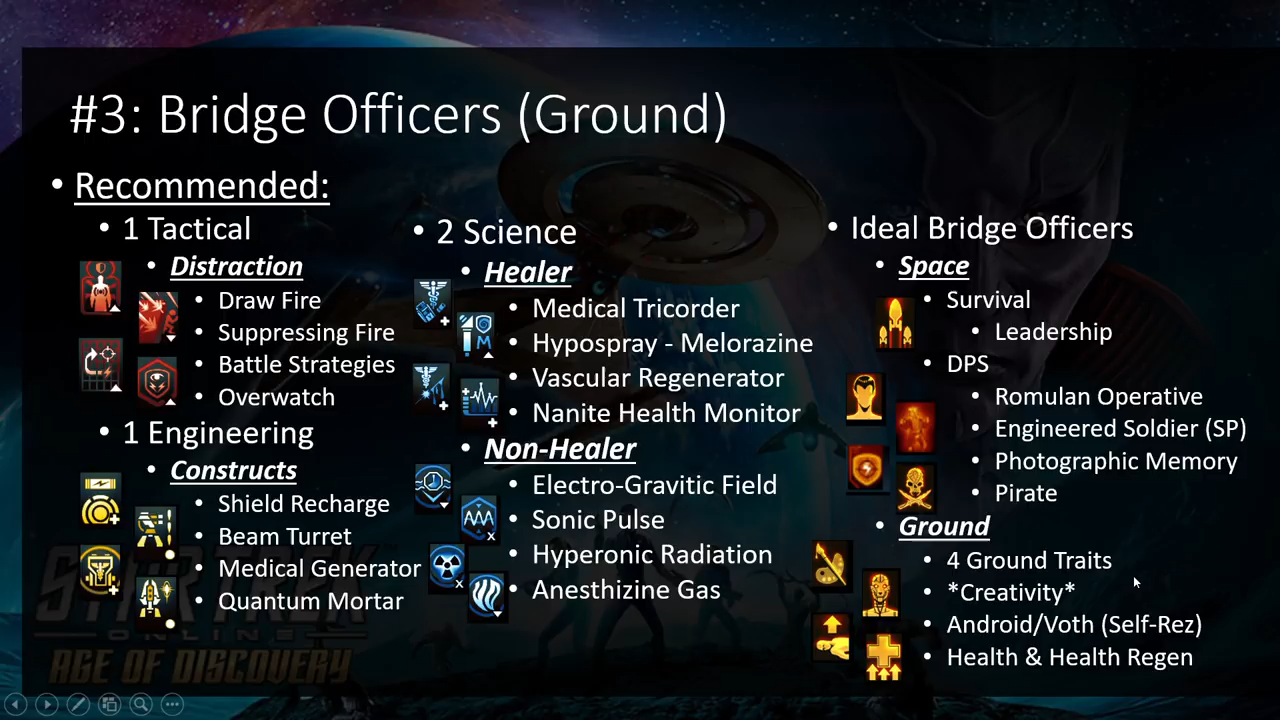 #3: Bridge Officers (Ground)
• Recommended:
• 1 Tactical
• Distraction
• Draw Fire
• Suppressing Fire
• Battle Strategies
• Overwatch
• 1 Engineering
• Constructs
• Shield Recharge
• Beam Turret
• Medical Generator
• Quantum Mortar
• 2 Science
• Healer
• Medical Tricorder
• Hypospray - Melorazine
• Vascular Regenerator
• Nanite Health Monitor
• Non-Healer
• Electro-Gravitic Field
• Sonic Pulse
• Hyperonic Radiation
• Anesthizine Gas
• Ideal Bridge Officers
• Space
• Survival
• Leadership
• DPS
• Romulan Operative
• Engineered Soldier (SP)
• Photographic Memory
• Pirate
• Ground
• 4 Ground Traits
• *Creativity*
• Android/Voth (Self-Rez)
• Health & Health Regen
STAR TREK
ONLINE
AGE OF DISCOVERY